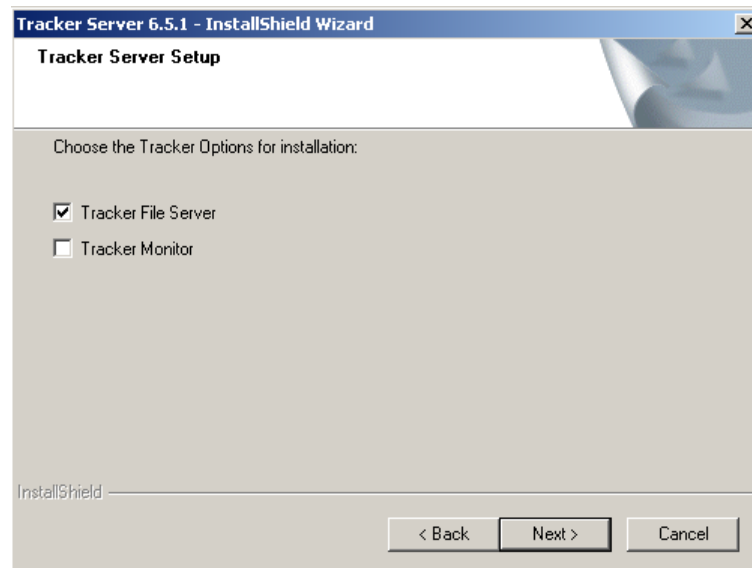 Tracker Server 6.5.1 - InstallShield Wizard
Tracker Server Setup
Choose the Tracker Options for installation:
Tracker File Server
Tracker Monitor
InstallShield
< Back Next > Cancel